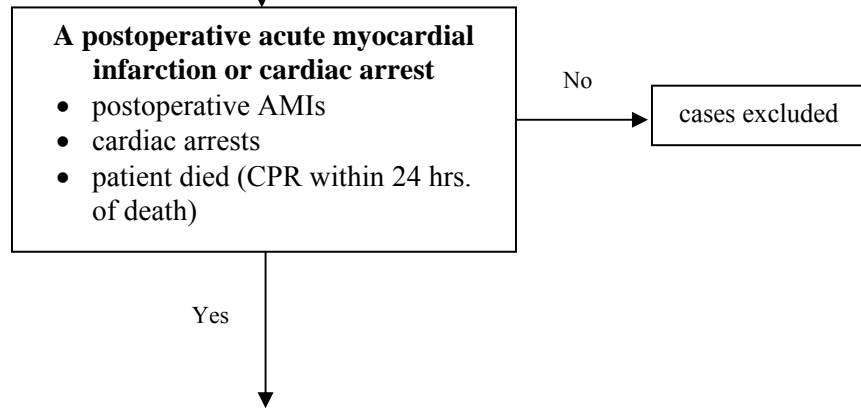 A postoperative acute myocardial
infarction or cardiac arrest
• postoperative AMIs
• cardiac arrests
• patient died (CPR within 24 hrs.
of death)
No
cases excluded
Yes